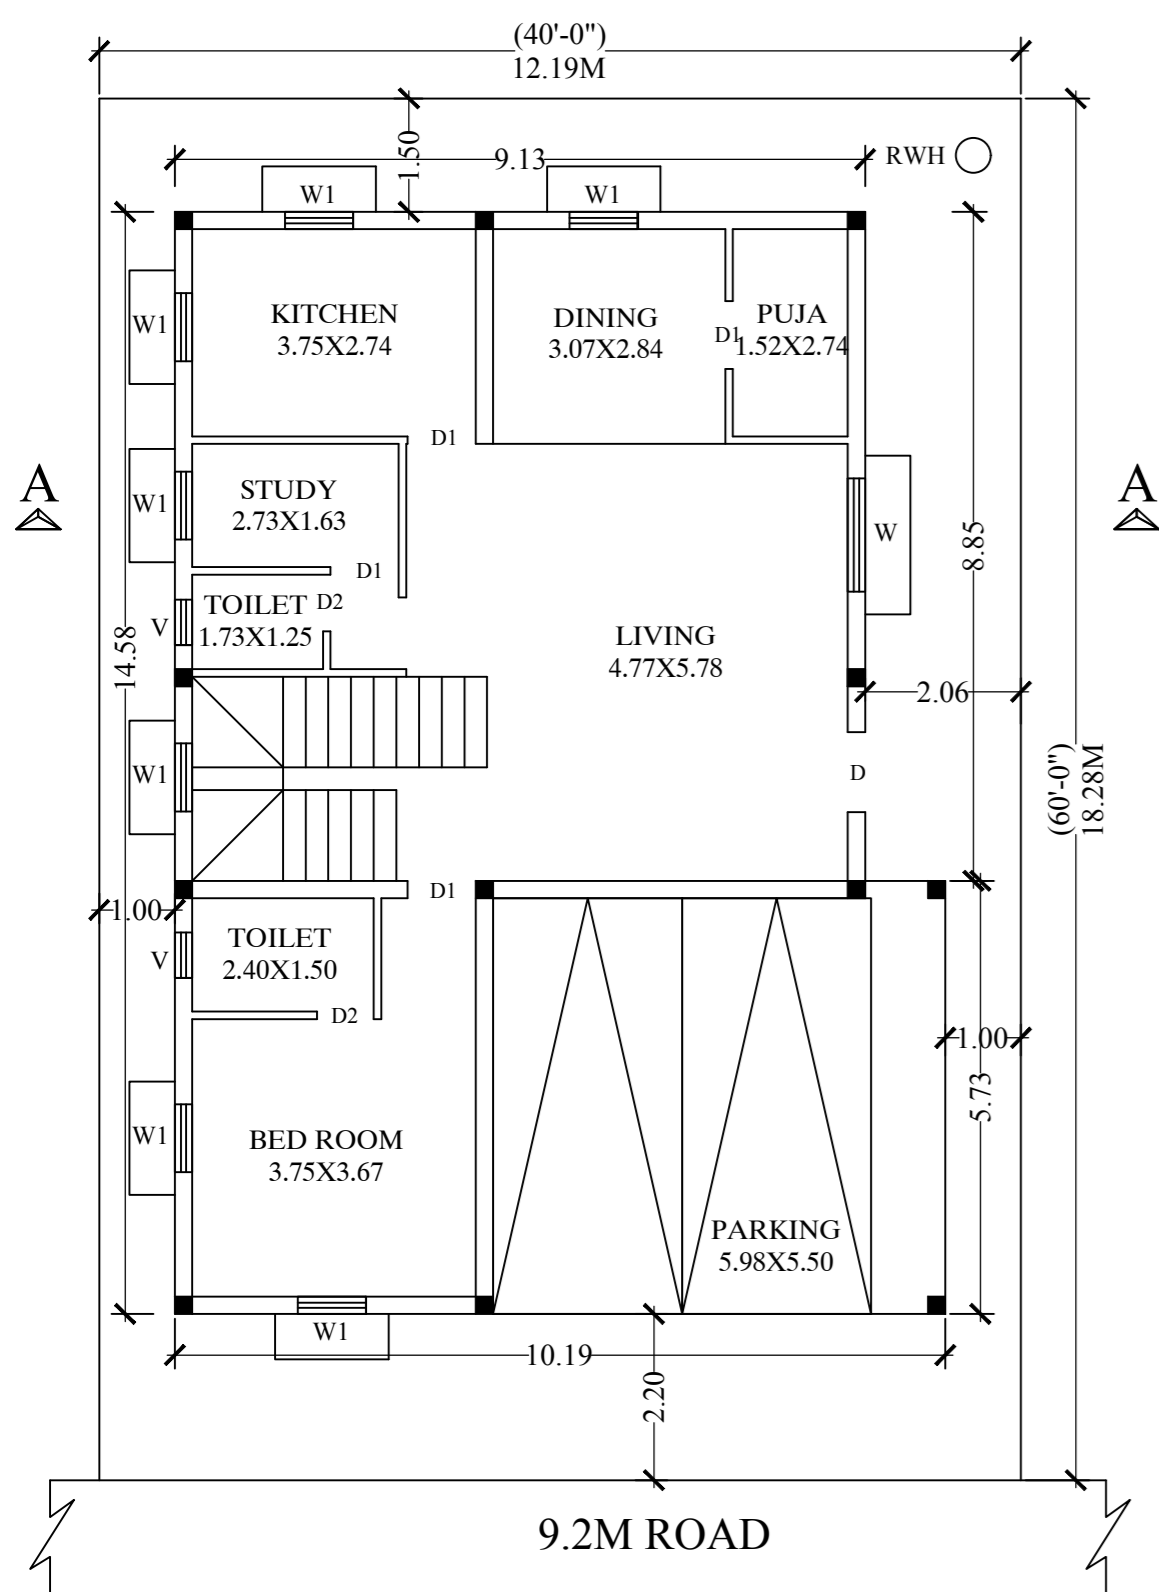 (40'-0")
12.19M
1.50
9.13
RWH
W1
W1
W1
KITCHEN
3.75X2.74
DINING
3.07X2.84
D1
PUJA
1.52X2.74
D1
A
W1
STUDY
2.73X1.63
W
A
8.85
D1
V
TOILET
1.73X1.25
D2
14.58
LIVING
4.77X5.78
2.06
W1
D
(60'-0")
18.28M
1.00
D1
V
TOILET
2.40X1.50
D2
1.00
5.73
W1
BED ROOM
3.75X3.67
PARKING
5.98X5.50
W1
10.19
2.20
9.2M ROAD